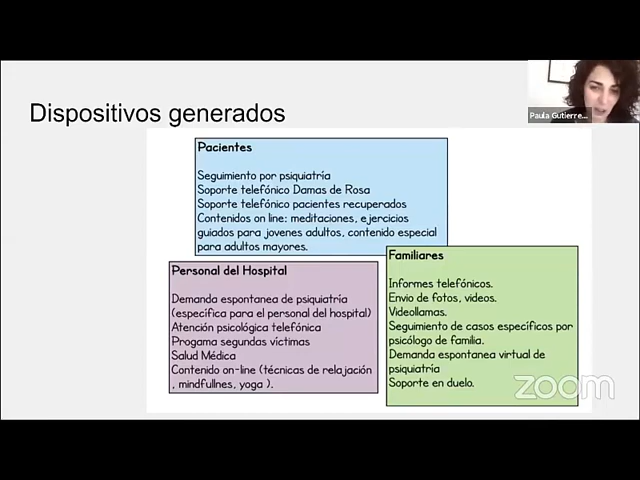 Dispositivos generados
Paula Gutierre...
Pacientes
Seguimiento por psiquiatría
Soporte telefónico Damas de Rosa
Soporte telefónico pacientes recuperados
Contenidos on line: meditaciones, ejercicios
guiados para jovenes adultos, contenido especial
para adultos mayores.
Personal del Hospital
Demanda espontanea de psiquiatría
(específica para el personal del hospital)
Atención psicológica telefónica
Progama segundas víctimas
Salud Médica
Contenido on-line (técnicas de relajación
, mindfullnes, yoga ).
Familiares
Informes telefónicos.
Envio de fotos, videos.
Videollamas.
Seguimiento de casos específicos por
psicólogo de familia.
Demanda espontanea virtual de
psiquiatría
Soporte en duelo.
zoom